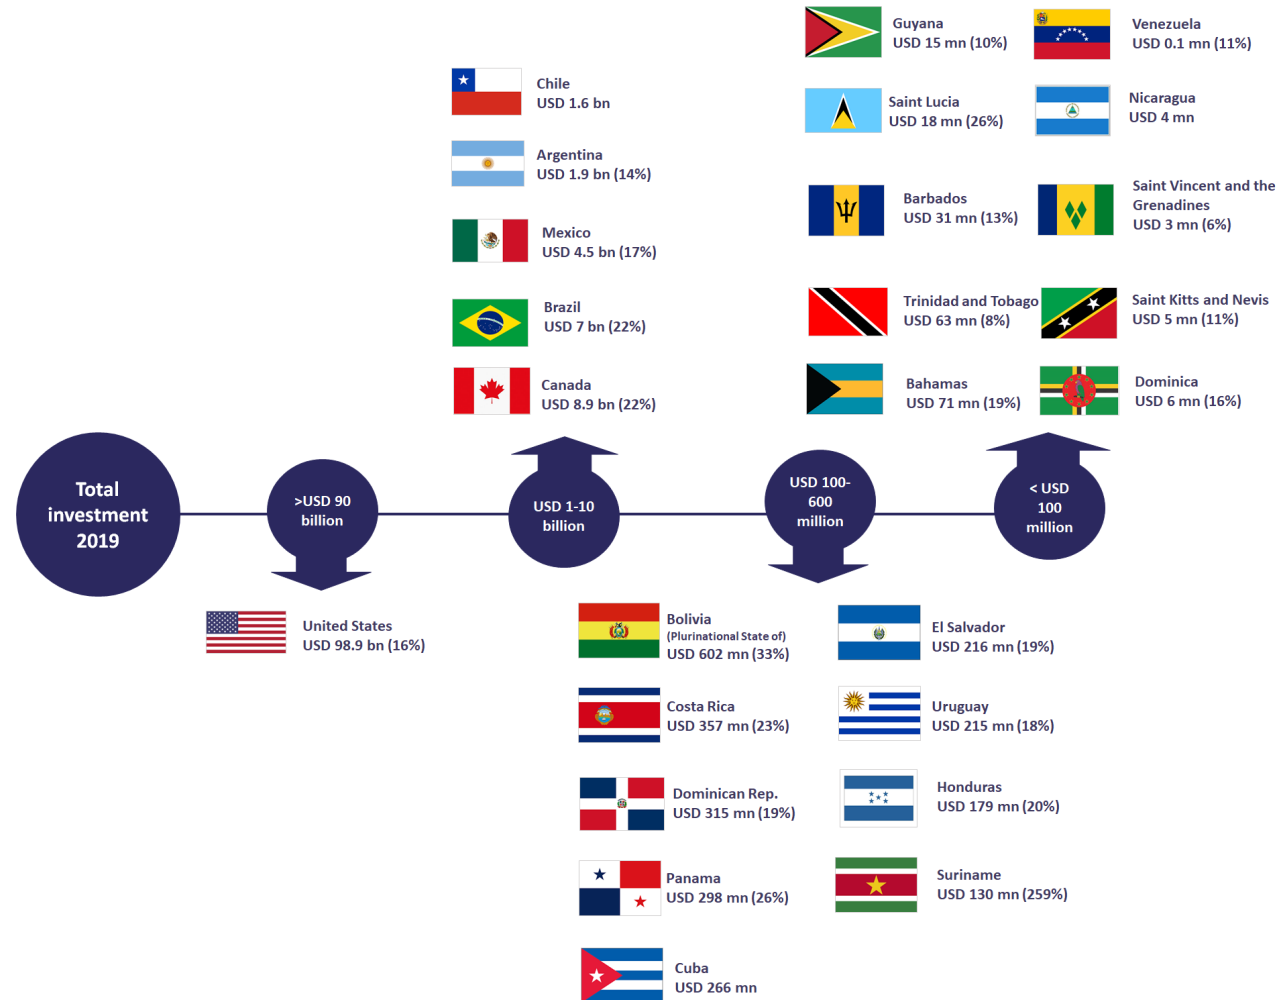 Total
investment
2019
>USD 90
billion
United States
USD 98.9 bn (16%)
USD 1-10
billion
Chile
USD 1.6 bn
Argentina
USD 1.9 bn (14%)
Mexico
USD 4.5 bn (17%)
Brazil
USD 7 bn (22%)
Canada
USD 8.9 bn (22%)
USD 100-
600
million
Bolivia
(Plurinational State of)
USD 602 mn (33%)
Costa Rica
USD 357 mn (23%)
Dominican Rep.
USD 315 mn (19%)
Panama
USD 298 mn (26%)
Cuba
USD 266 mn
El Salvador
USD 216 mn (19%)
Uruguay
USD 215 mn (18%)
Honduras
USD 179 mn (20%)
Suriname
USD 130 mn (259%)
< USD
100
million
Guyana
USD 15 mn (10%)
Saint Lucia
USD 18 mn (26%)
Barbados
USD 31 mn (13%)
Trinidad and Tobago
USD 63 mn (8%)
Bahamas
USD 71 mn (19%)
Venezuela
USD 0.1 mn (11%)
Nicaragua
USD 4 mn
Saint Vincent and the
Grenadines
USD 3 mn (6%)
Saint Kitts and Nevis
USD 5 mn (11%)
Dominica
USD 6 mn (16%)